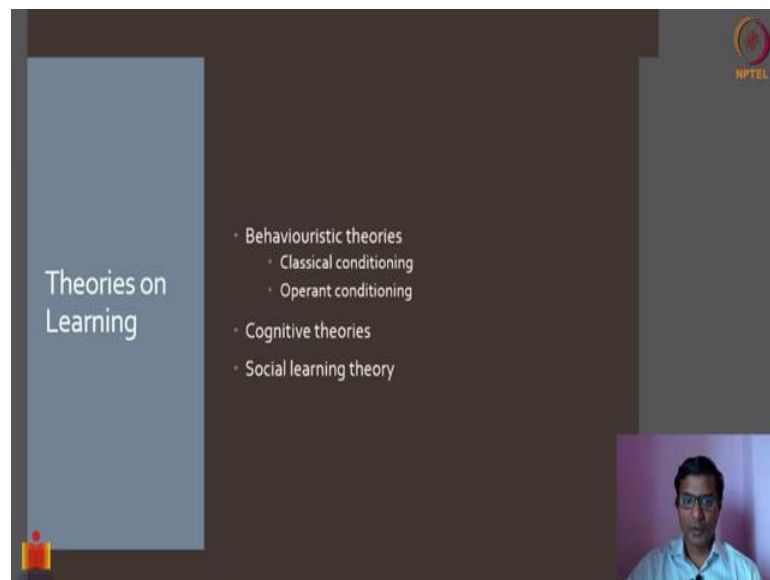 NPTEL
Theories on
Learning
Behaviouristic theories
Classical conditioning
Operant conditioning
Cognitive theories
Social learning theory